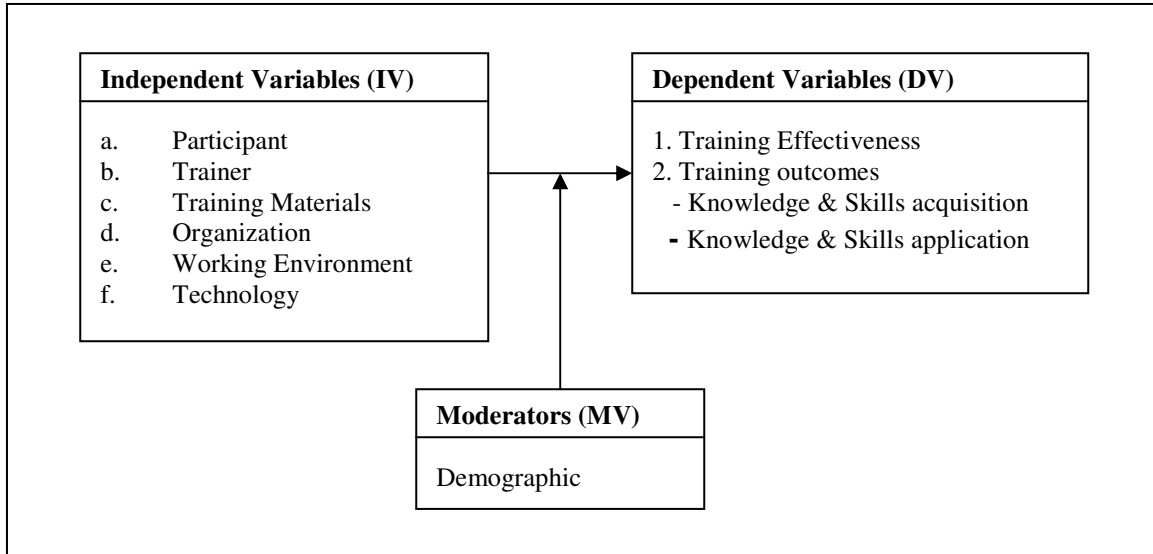 Independent Variables (IV)
a. Participant
b. Trainer
c. Training Materials
d. Organization
e. Working Environment
f. Technology
Dependent Variables (DV)
1. Training Effectiveness
2. Training outcomes
- Knowledge & Skills acquisition
- Knowledge & Skills application
Moderators (MV)
Demographic